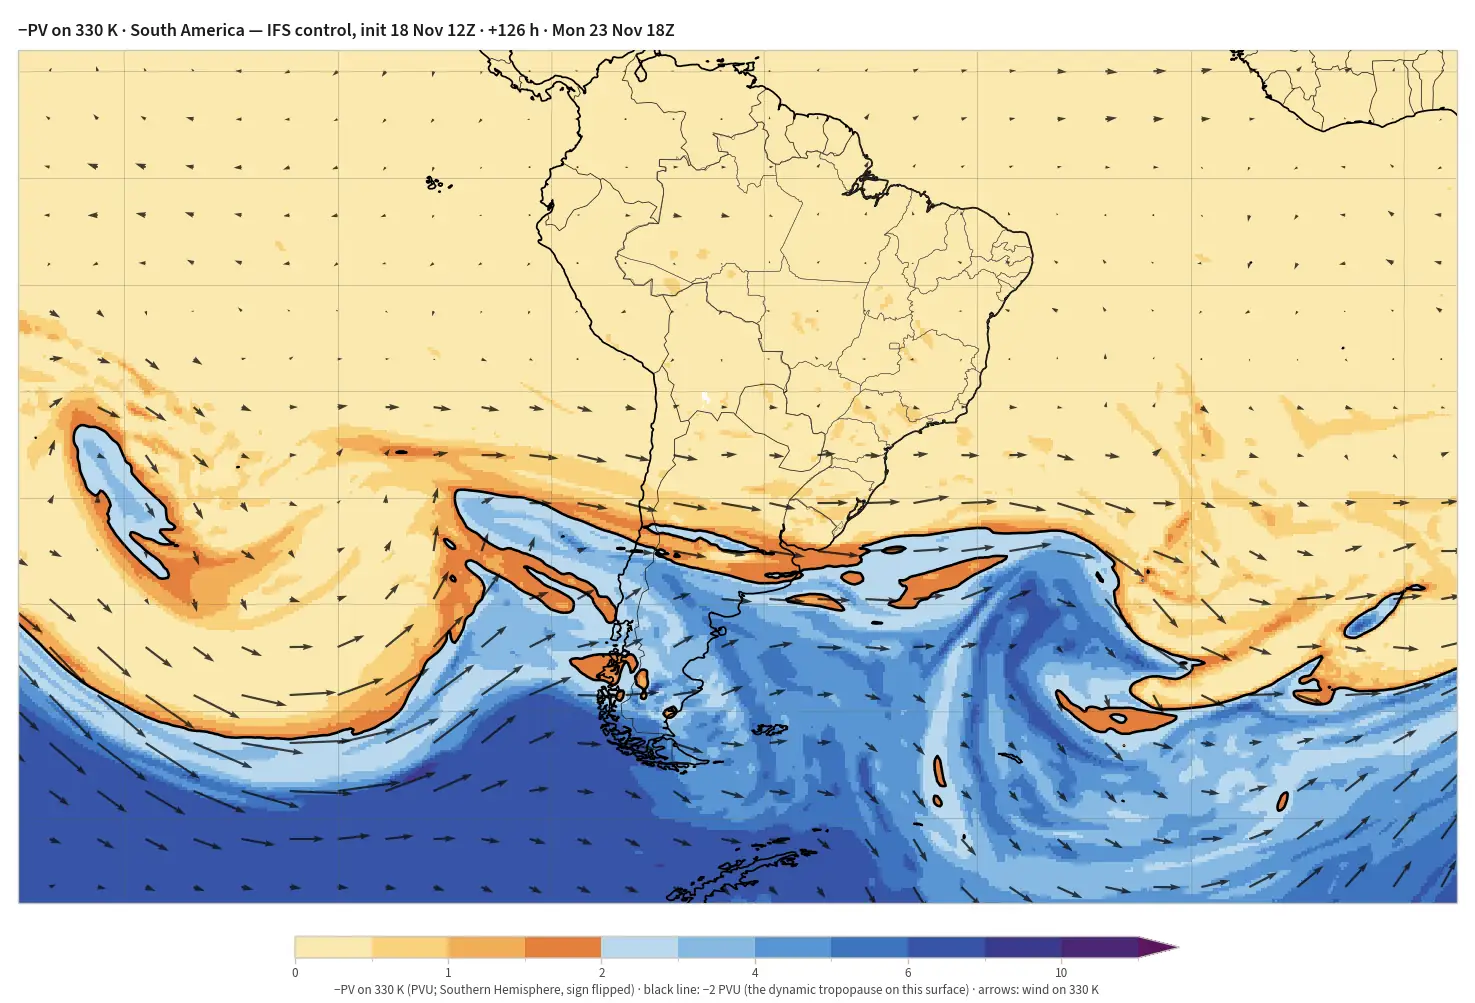 −PV on 330 K · South America — IFS control, init 18 Nov 12Z · +126 h · Mon 23 Nov 18Z
0 1 2 4 6 10
−PV on 330 K (PVU; Southern Hemisphere, sign flipped) · black line: −2 PVU (the dynamic tropopause on this surface) · arrows: wind on 330 K